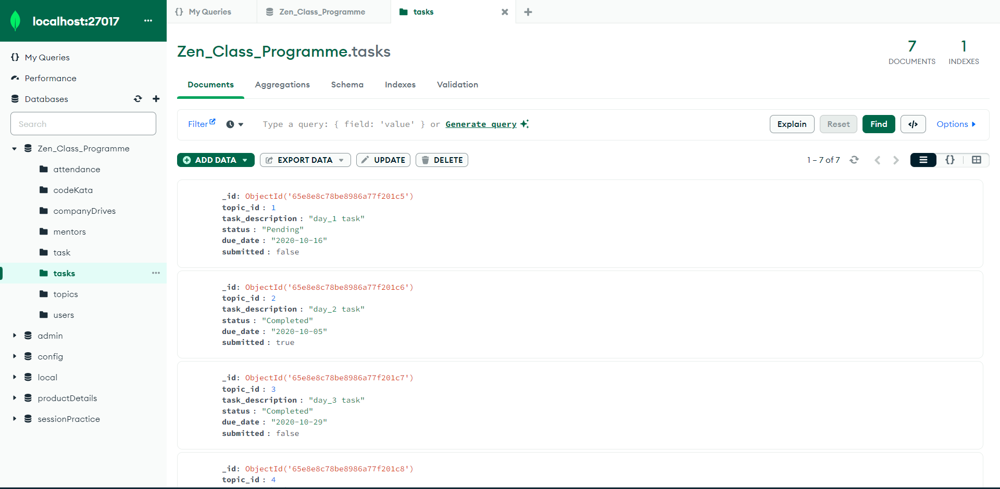 localhost:27017
My Queries
Performance
Databases
Search
Zen_Class_Programme
attendance
codeKata
companyDrives
mentors
task
tasks
topics
users
admin
config
local
productDetails
sessionPractice
My Queries
Zen_Class_Programme
tasks
Zen_Class_Programme.tasks
7
DOCUMENTS
1
INDEXES
Documents
Aggregations
Schema
Indexes
Validation
Filter
Type a query: { field: 'value' } or Generate query
Explain
Reset
Find
</>
Options
ADD DATA
EXPORT DATA
UPDATE
DELETE
1 – 7 of 7
{}
_id: ObjectId('65e8e8c78be8986a77f201c5')
topic_id : 1
task_description : "day_1 task"
status : "Pending"
due_date : "2020-10-16"
submitted : false
_id: ObjectId('65e8e8c78be8986a77f201c6')
topic_id : 2
task_description : "day_2 task"
status : "Completed"
due_date : "2020-10-05"
submitted : true
_id: ObjectId('65e8e8c78be8986a77f201c7')
topic_id : 3
task_description : "day_3 task"
status : "Completed"
due_date : "2020-10-29"
submitted : false
_id: ObjectId('65e8e8c78be8986a77f201c8')
topic_id : 4